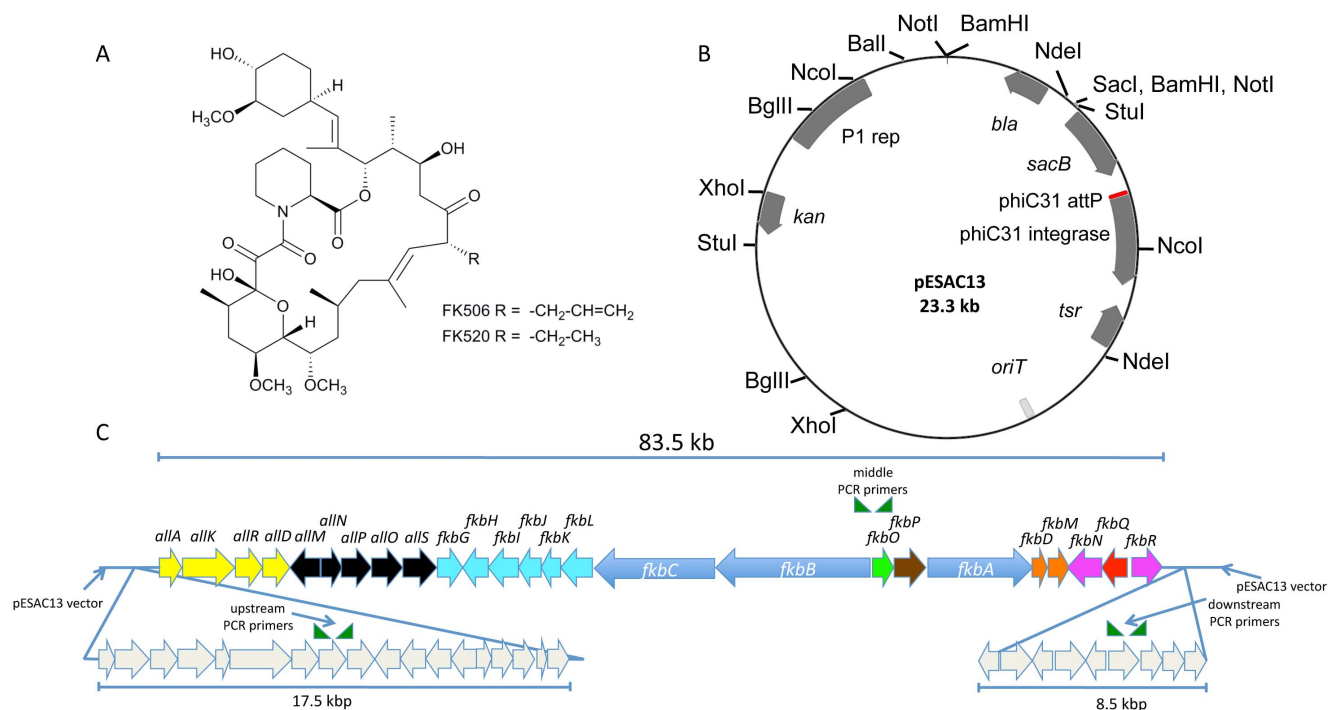 A
HO
H
H3CO
OH
O
N
O
O
O
O
R
O
HO
O
H
OCH3
OCH3
FK506 R = -CH2-CH=CH2
FK520 R = -CH2-CH3
B
NotI
BamHI
BalI
NcoI
BglII
P1 rep
XhoI
kan
StuI
BglII
XhoI
NdeI
SacI, BamHI, NotI
StuI
bla
sacB
phiC31 attP
phiC31 integrase
NcoI
pESAC13
23.3 kb
tsr
NdeI
oriT
C
83.5 kb
middle
PCR primers
allA
allK
allR
allD
allM
allN
allP
allO
allS
fkbG
fkbH
fkbI
fkbJ
fkbK
fkbL
fkbC
fkbB
fkbO
fkbP
fkbA
fkbD
fkbM
fkbN
fkbQ
fkbR
pESAC13 vector
pESAC13 vector
upstream
PCR primers
downstream
PCR primers
17.5 kbp
8.5 kbp